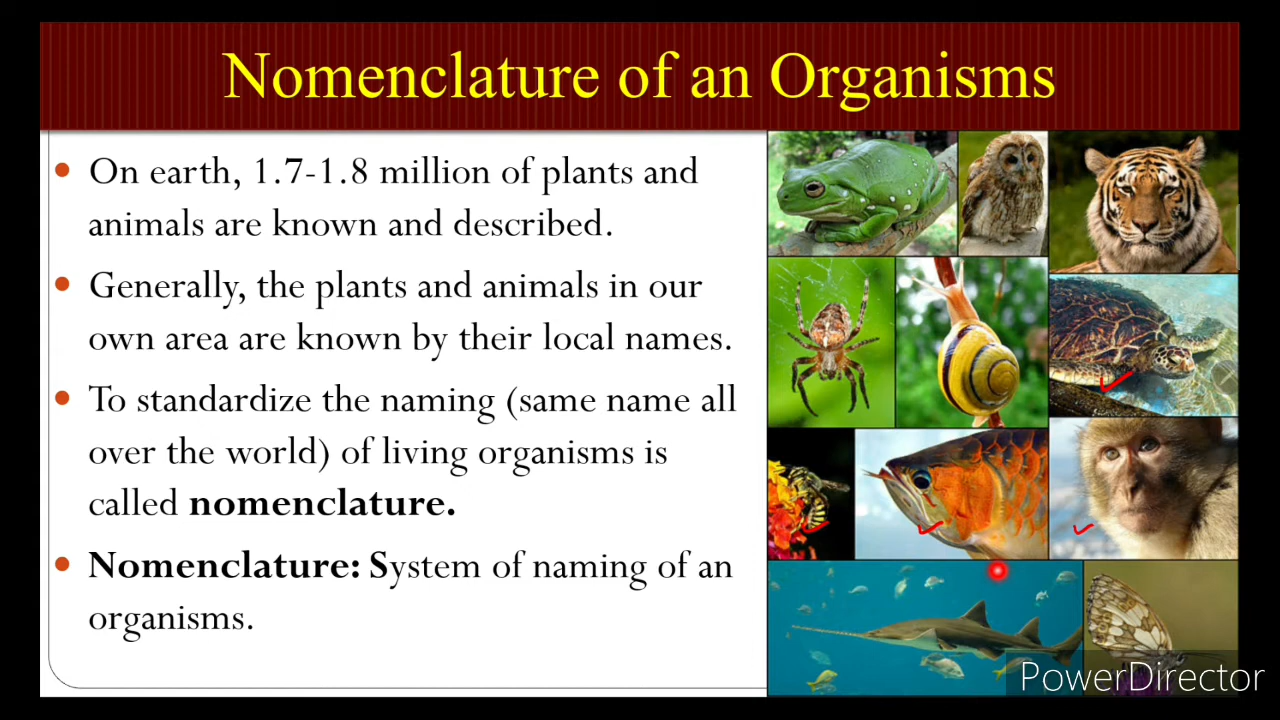 Nomenclature of an Organisms
• On earth, 1.7-1.8 million of plants and
animals are known and described.
• Generally, the plants and animals in our
own area are known by their local names.
• To standardize the naming (same name all
over the world) of living organisms is
called nomenclature.
• Nomenclature: System of naming of an
organisms.
PowerDirector